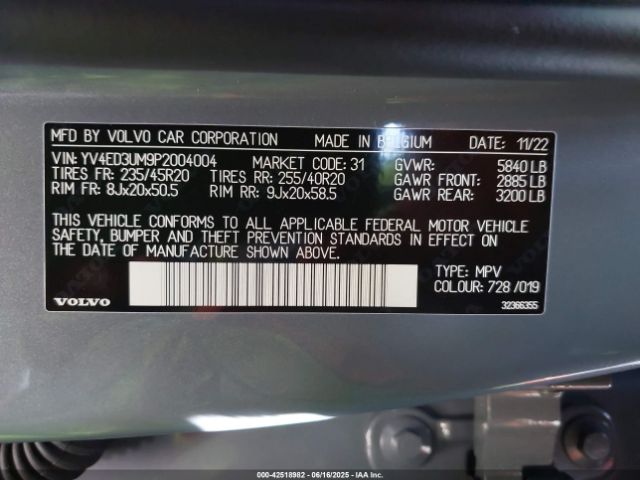 MFD BY VOLVO CAR CORPORATION MADE IN BELGIUM DATE: 11/22
VIN: YV4ED3UM9P2004004 MARKET CODE: 31 GVWR: 5840 LB
TIRES FR: 235/45R20 TIRES RR: 255/40R20 GAWR FRONT: 2885 LB
RIM FR: 8Jx20x50.5 RIM RR: 9Jx20x58.5 GAWR REAR: 3200 LB
THIS VEHICLE CONFORMS TO ALL APPLICABLE FEDERAL MOTOR VEHICLE
SAFETY, BUMPER AND THEFT PREVENTION STANDARDS IN EFFECT ON
THE DATE OF MANUFACTURE SHOWN ABOVE.
TYPE: MPV
COLOUR: 728 /019
VOLVO 32366355
000-42518982 - 06/16/2025 - IAAI.com